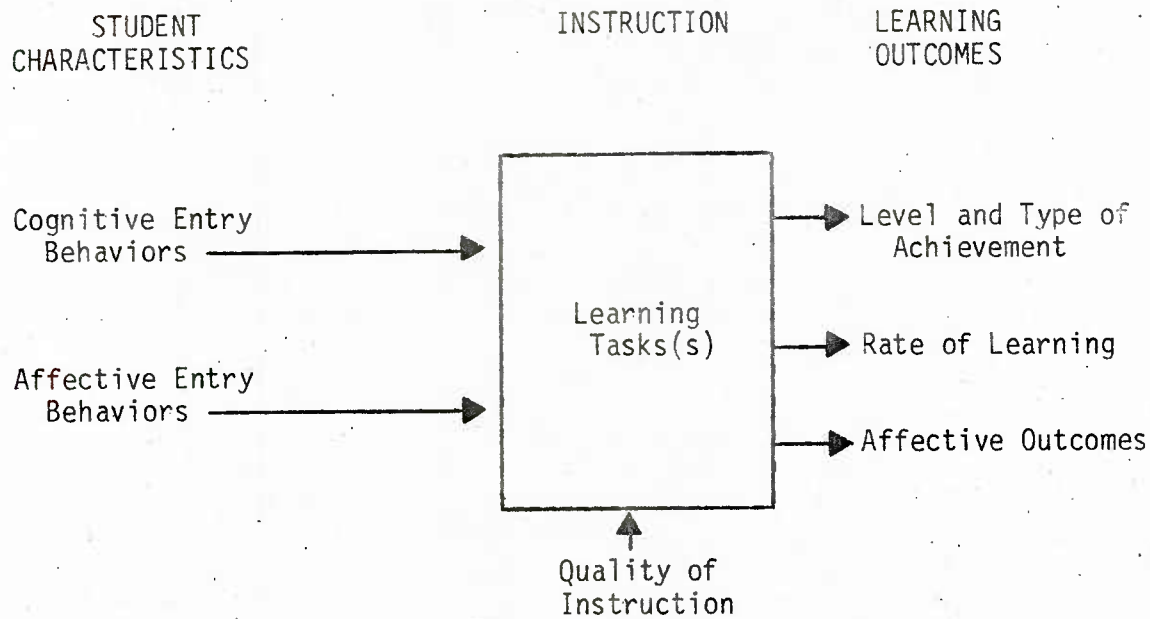 STUDENT
CHARACTERISTICS
INSTRUCTION
LEARNING
OUTCOMES
Cognitive Entry
Behaviors
Affective Entry
Behaviors
Learning
Tasks(s)
Level and Type of
Achievement
Rate of Learning
Affective Outcomes
Quality of
Instruction